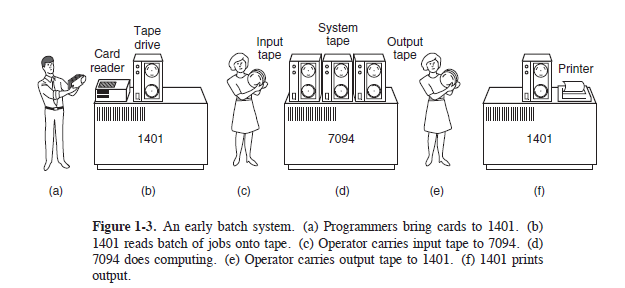 Tape
drive
Card
reader
1401
Input
tape
System
tape
7094
Output
tape
Printer
1401
(a)
(b)
(c)
(d)
(e)
(f)
Figure 1-3. An early batch system. (a) Programmers bring cards to 1401. (b)
1401 reads batch of jobs onto tape. (c) Operator carries input tape to 7094. (d)
7094 does computing. (e) Operator carries output tape to 1401. (f) 1401 prints
output.